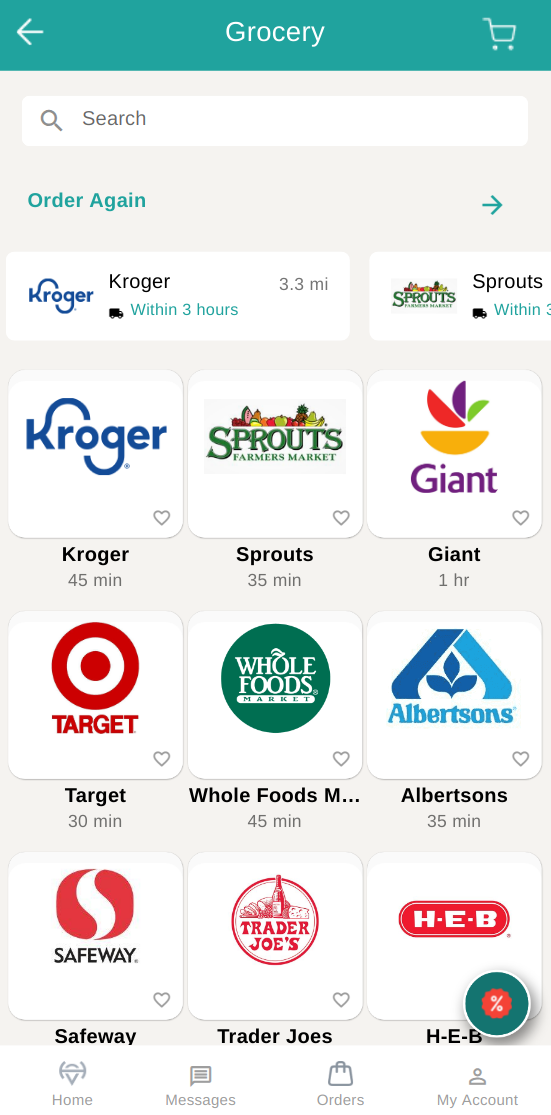 Grocery
Search
Order Again
Kroger
Kroger
3.3 mi
Within 3 hours
SPROUTS
FARMERS MARKET
Sprouts
Within 3
Kroger
SPROUTS
FARMERS MARKET
Giant
Kroger
Sprouts
Giant
45 min
35 min
1 hr
TARGET
WHOLE
FOODS
MARKET
Albertsons
Target
Whole Foods M...
Albertsons
30 min
45 min
35 min
SAFEWAY
TRADER
JOE'S
H-E-B
%
Safeway
Trader Joes
H-E-B
Home
Messages
Orders
My Account